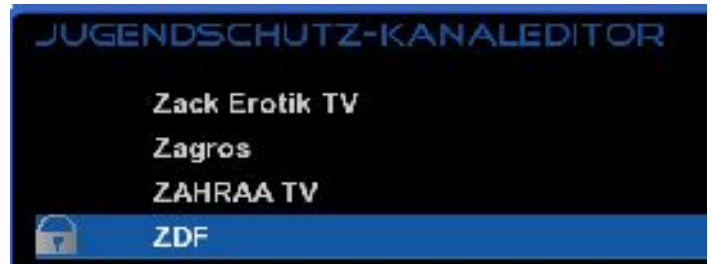 JUGENDSCHUTZ-KANALEDITOR
Zack Erotik TV
Zagros
ZAHRAA TV
ZDF